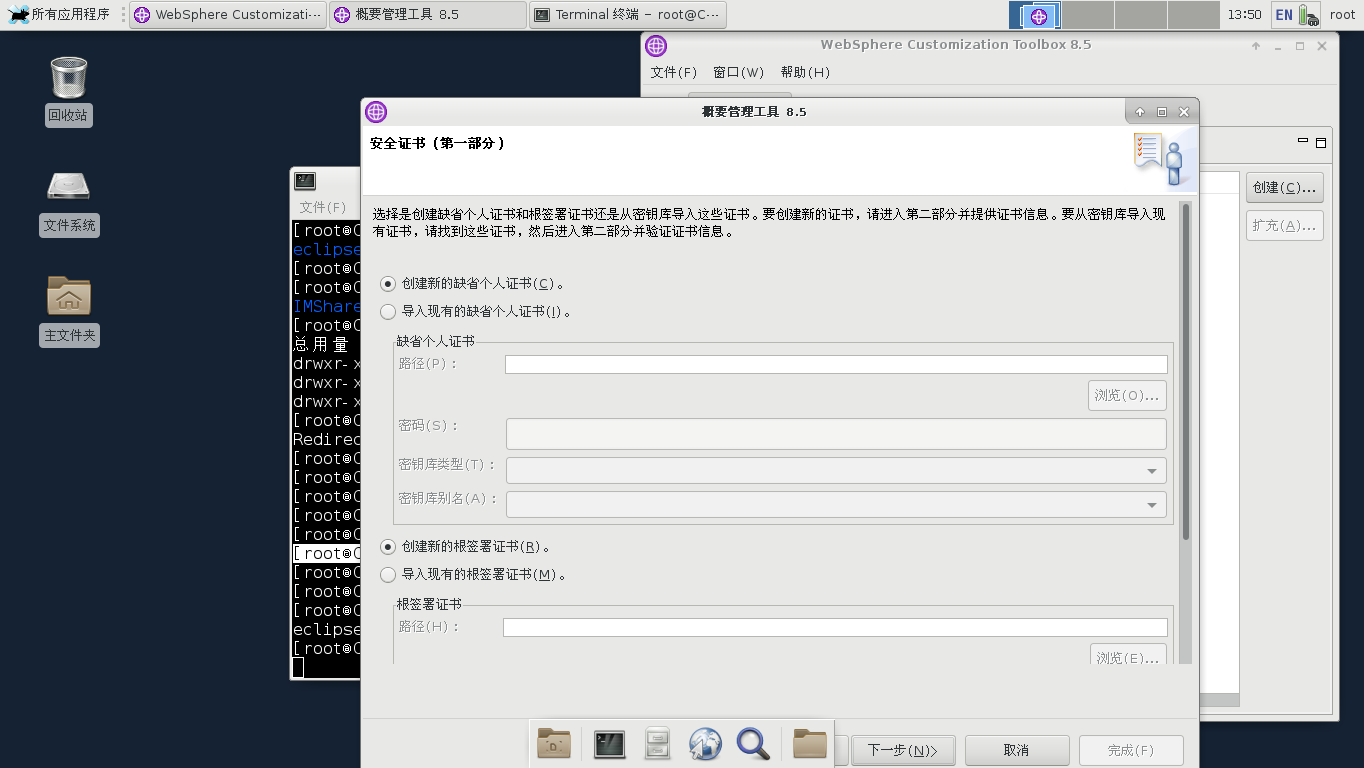 所有应用程序
WebSphere Customizati···
概要管理工具 8.5
Terminal 终端 – root@C···
13:50
EN
root
回收站
文件系统
主文件夹
WebSphere Customization Toolbox 8.5
文件(F) 窗口(W) 帮助(H)
创建(C)...
扩充(A)...
文件(F)
[root@C
eclipse
[root@C
[root@C
IMShare
[root@C
总用量
drwxr-x
drwxr-x
drwxr-x
[root@C
Redirec
[root@C
[root@C
[root@C
[root@C
[root@C
[root@C
[root@C
[root@C
[root@C
eclipse
[root@C
概要管理工具 8.5
安全证书（第一部分）
选择是创建缺省个人证书和根签署证书还是从密钥库导入这些证书。要创建新的证书，请进入第二部分并提供证书信息。要从密钥库导入现
有证书，请找到这些证书，然后进入第二部分并验证证书信息。
创建新的缺省个人证书(C)。
导入现有的缺省个人证书(I)。
缺省个人证书
路径(P)：
浏览(O)...
密码(S)：
密钥库类型(T)：
密钥库别名(A)：
创建新的根签署证书(R)。
导入现有的根签署证书(M)。
根签署证书
路径(H)：
浏览(E)...
下一步(N)>
取消
完成(F)